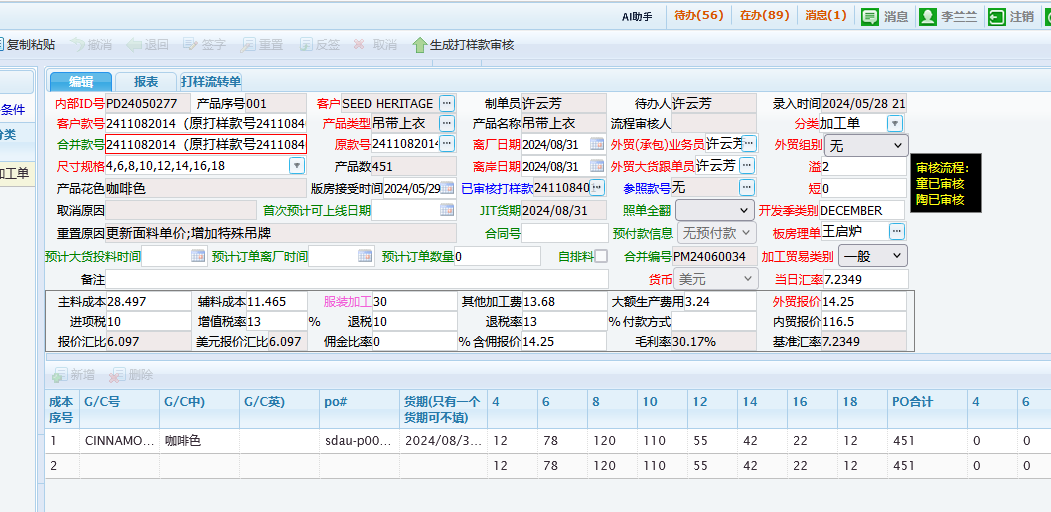 AI助手 待办(56) 在办(89) 消息(1) 消息 李兰兰 注销
复制粘贴 撤消 退回 签字 重置 反签 取消 生成打样款审核
编辑 报表 打样流转单
条件
分类
加工单
内部ID号 PD24050277 产品序号 001 客户 SEED HERITAGE ... 制单员 许云芳 待办人 许云芳 录入时间 2024/05/28 21
客户款号 2411082014（原打样款号2411084 产品类型 吊带上衣 ... 产品名称 吊带上衣 流程审核人 分类 加工单
合并款号 2411082014（原打样款号2411084 原款号 2411082014 ... 离厂日期 2024/08/31 外贸(承包)业务员 许云芳 ... 外贸组别 无
尺寸规格 4,6,8,10,12,14,16,18 产品数 451 离岸日期 2024/08/31 外贸大货跟单员 许云芳 ... 溢 2
产品花色 咖啡色 版房接受时间 2024/05/29 已审核打样款 24110840 ... 参照款号 无 ... 短 0
审核流程:
童已审核
陶已审核
取消原因 首次预计可上线日期 JIT货期 2024/08/31 照单全翻 开发季类别 DECEMBER
重置原因 更新面料单价;增加特殊吊牌 合同号 预付款信息 无预付款 板房理单 王启炉 ...
预计大货投料时间 预计订单离厂时间 预计订单数量 0 自排料 合并编号 PM24060034 加工贸易类别 一般
备注 货币 美元 当日汇率 7.2349
主料成本 28.497 辅料成本 11.465 服装加工 30 其他加工费 13.68 大额生产费用 3.24 外贸报价 14.25
进项税 10 增值税率 13 % 退税 10 退税率 13 % 付款方式 内贸报价 116.5
报价汇比 6.097 美元报价汇比 6.097 佣金比率 0 % 含佣报价 14.25 毛利率 30.17% 基准汇率 7.2349
新增 删除
成本序号 G/C号 G/C中) G/C英) po# 货期(只有一个货期可不填) 4 6 8 10 12 14 16 18 PO合计 4 6
1 CINNAMO... 咖啡色 sdau-p00... 2024/08/3... 12 78 120 110 55 42 22 12 451 0 0
2 12 78 120 110 55 42 22 12 451 0 0